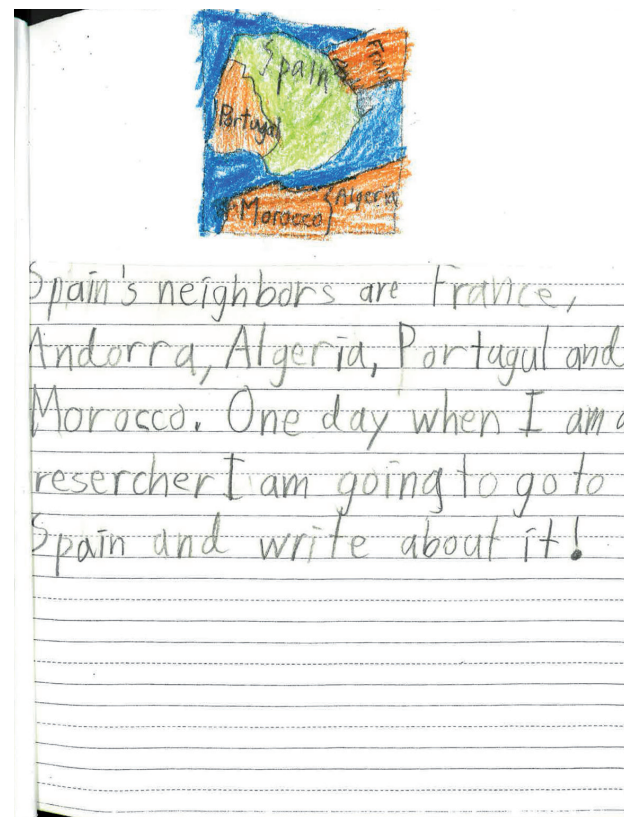 Spain
France
Portugal
Morocco
Algeria
Spain's neighbors are France,
Andorra, Algeria, Portugul and
Morocco. One day when I am a
resercher I am going to go to
Spain and write about it!